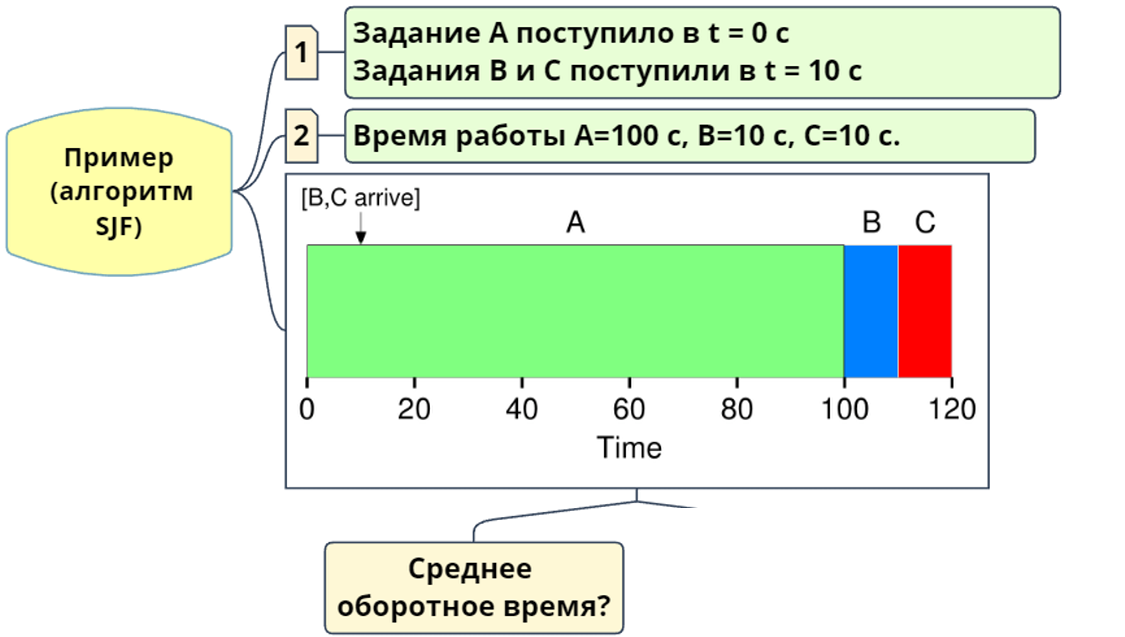 Пример
(алгоритм
SJF)
1
Задание A поступило в t = 0 с
Задания B и C поступили в t = 10 с
2
Время работы A=100 с, B=10 с, C=10 с.
[B,C arrive]
A
B
C
0
20
40
60
80
100
120
Time
Среднее
оборотное время?